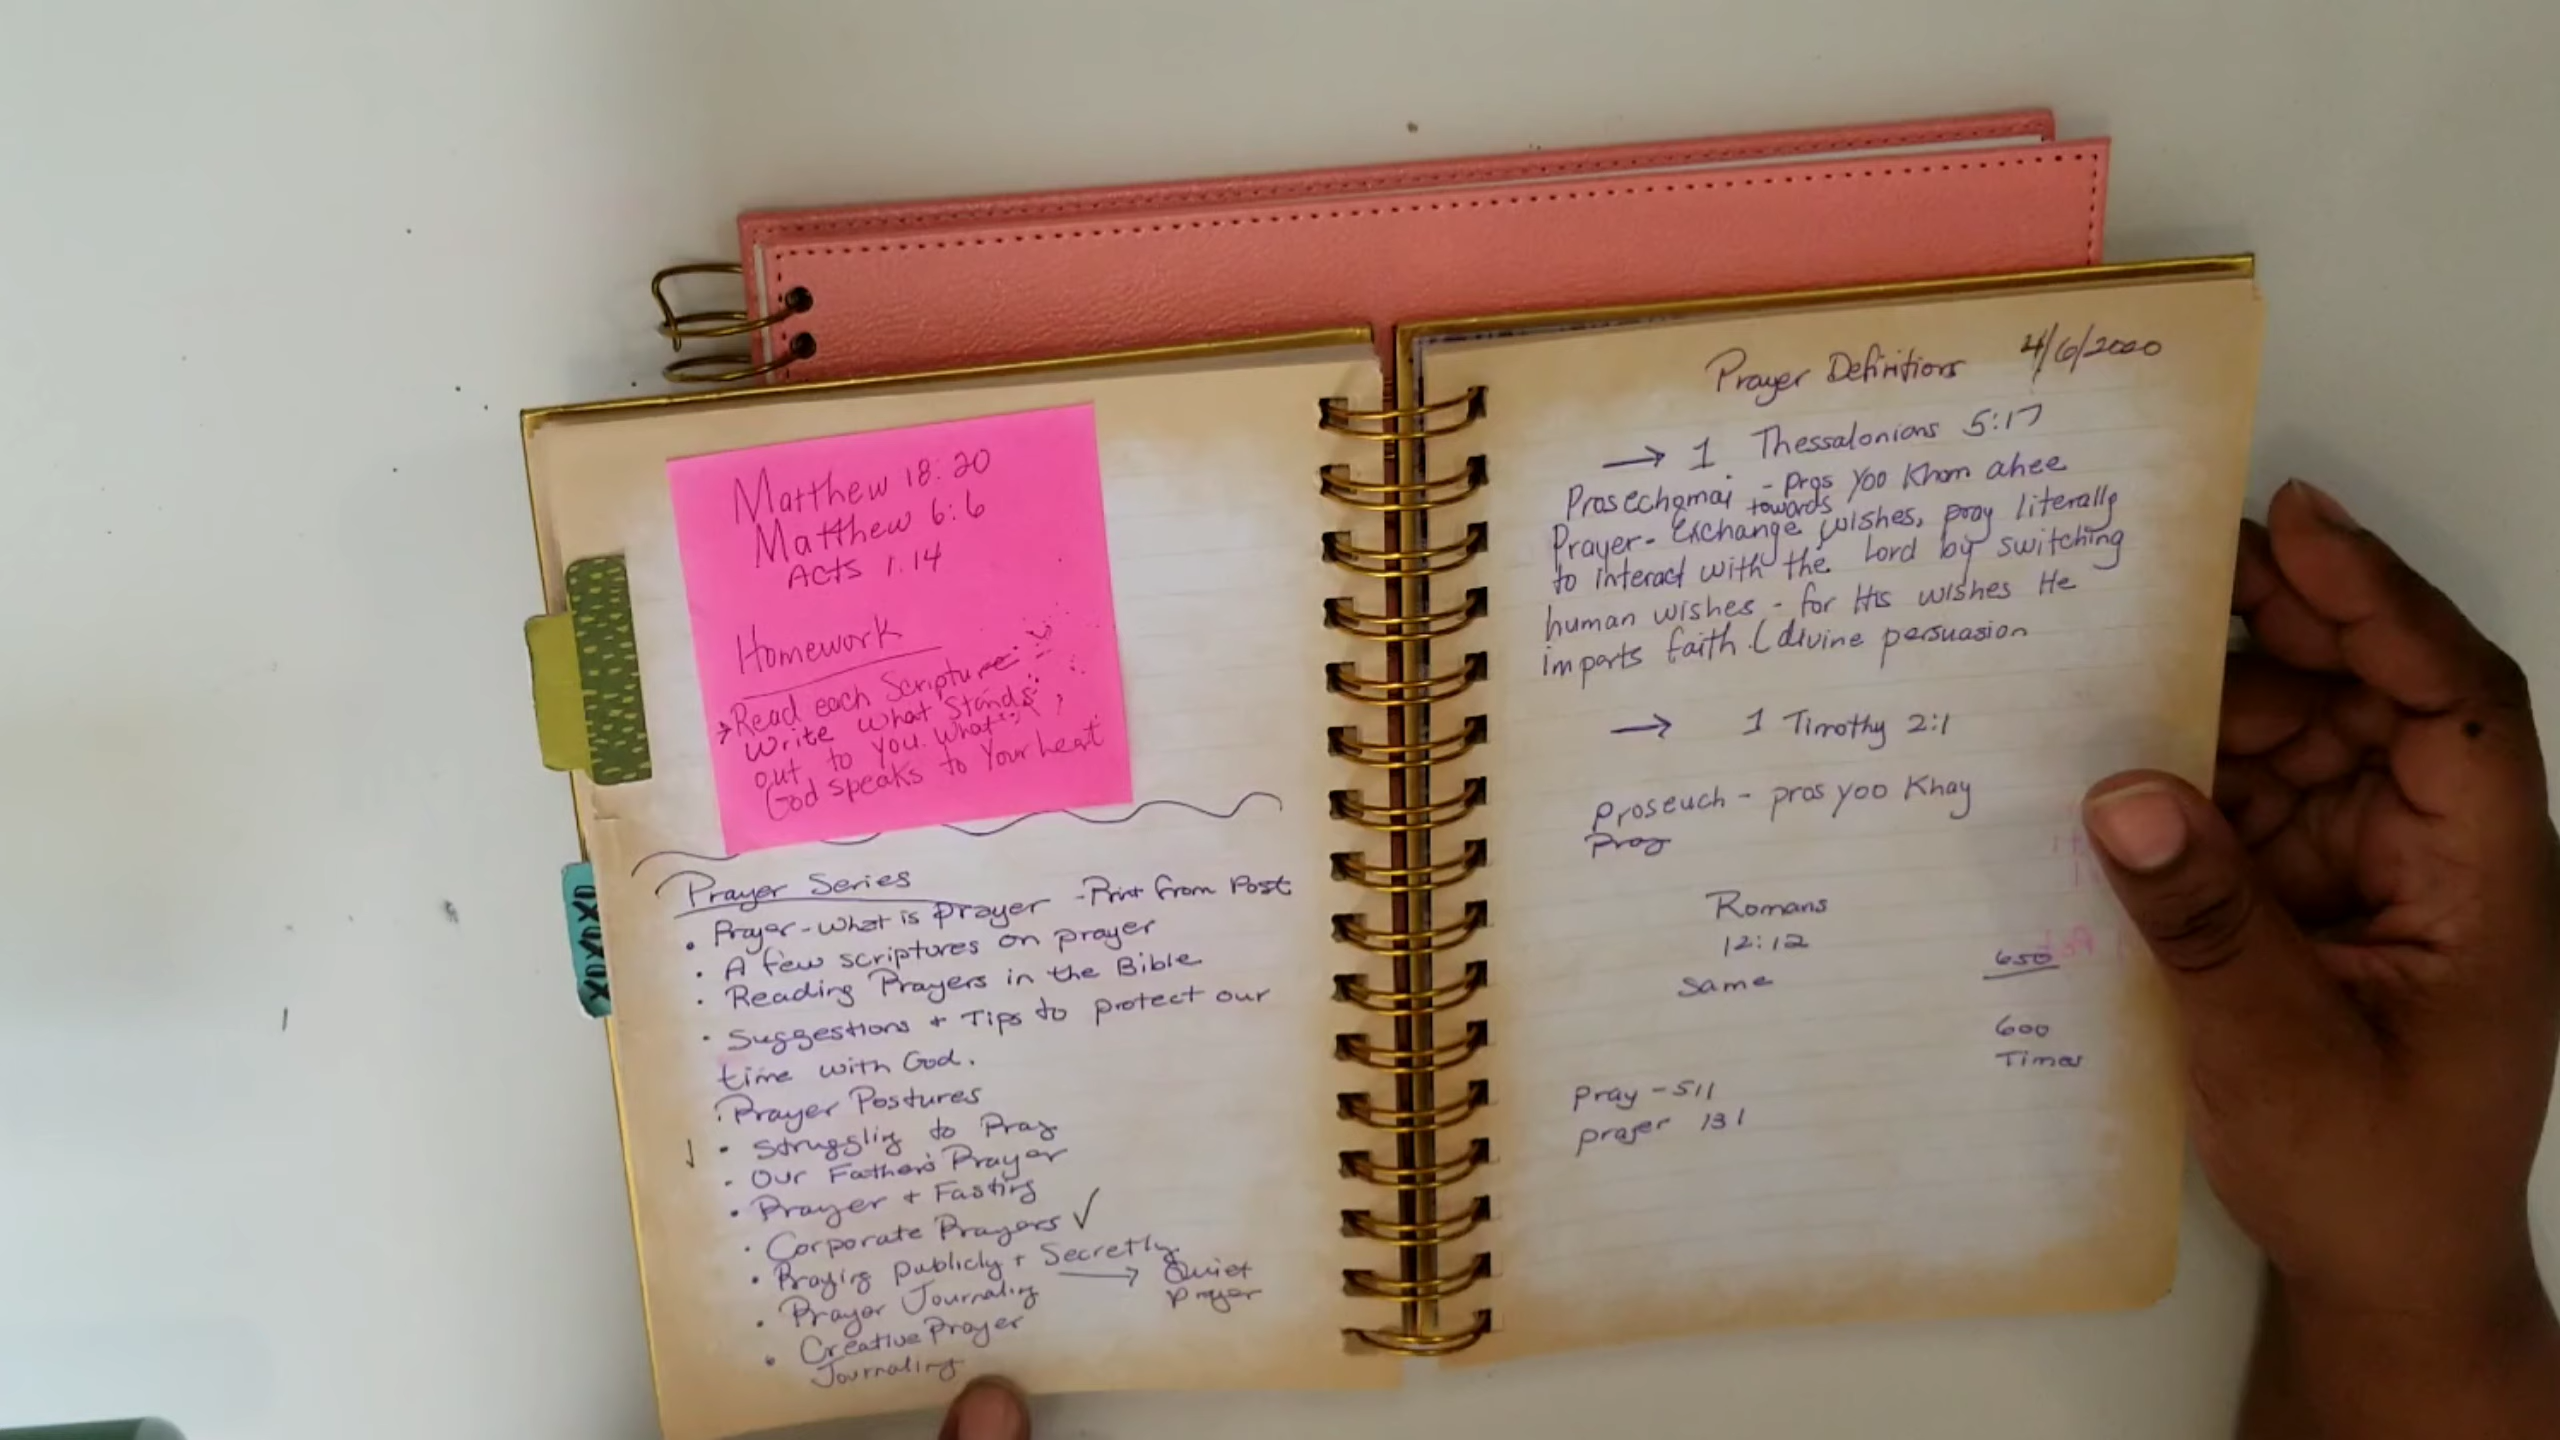 Matthew 18:20
Matthew 6:6
Acts 1.14
Homework
→ Read each Scripture
Write what Stands
out to you. What
God speaks to Your heart
Prayer Series
• Prayer - What is prayer - Print from Post
• A few scriptures on prayer
• Reading Prayers in the Bible
• Suggestions + Tips to protect our
time with God.
• Prayer Postures
↓ • Struggling to Pray
• Our Father's Prayer
• Prayer + Fasting
• Corporate Prayers ✓
• Praying publicly + Secretly
→ Quiet
Prayer
• Prayer Journaling
• Creative Prayer
Journaling
Prayer Definitions 4/6/2020
→ 1 Thessalonians 5:17
Prosechomai - pros yoo Khom ahee
towards
Prayer - Exchange wishes, pray literally
to interact with the Lord by switching
human wishes - for His wishes He
imparts faith (divine persuasion
→ 1 Timothy 2:1
Proseuch - pros yoo Khay
Pray
Romans
12:12
Same
650
600
Times
Pray - 511
prayer 131
XOXOXO